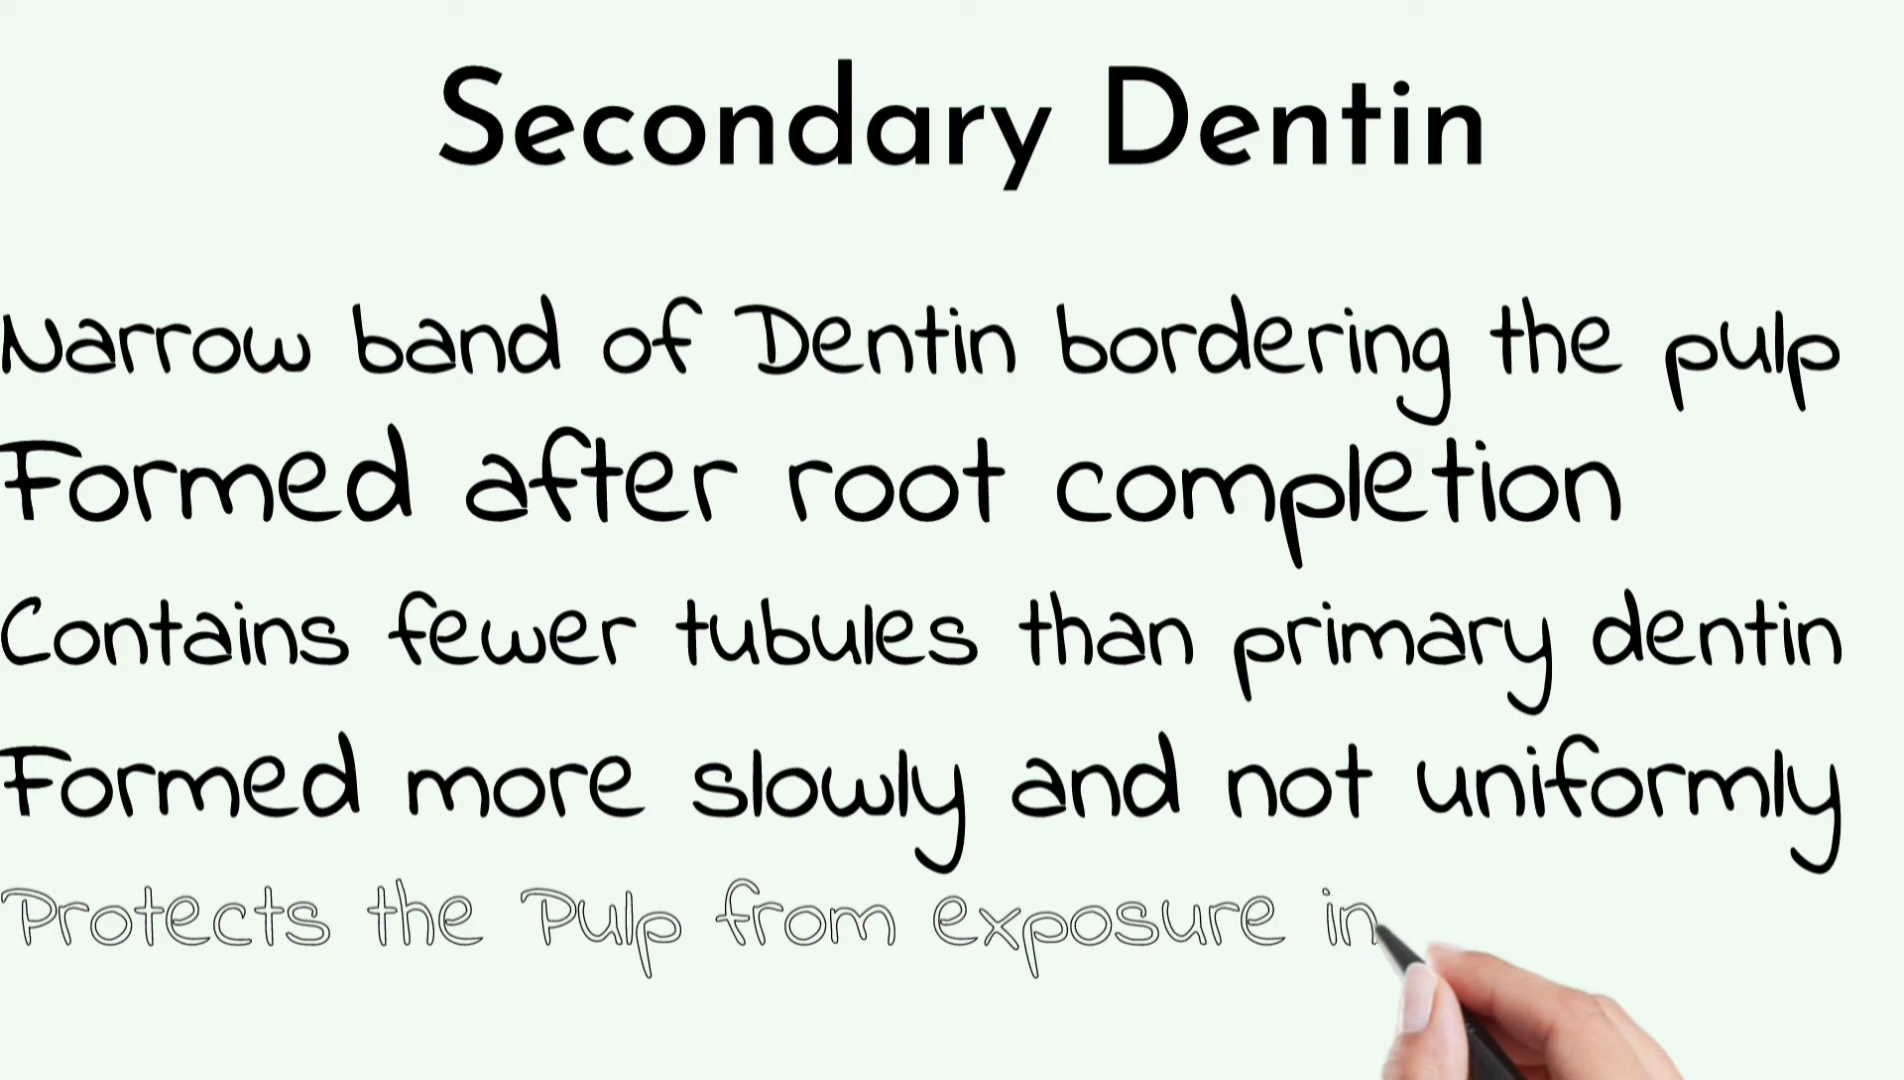 Secondary Dentin
Narrow band of Dentin bordering the pulp
Formed after root completion
Contains fewer tubules than primary dentin
Formed more slowly and not uniformly
Protects the Pulp from exposure in